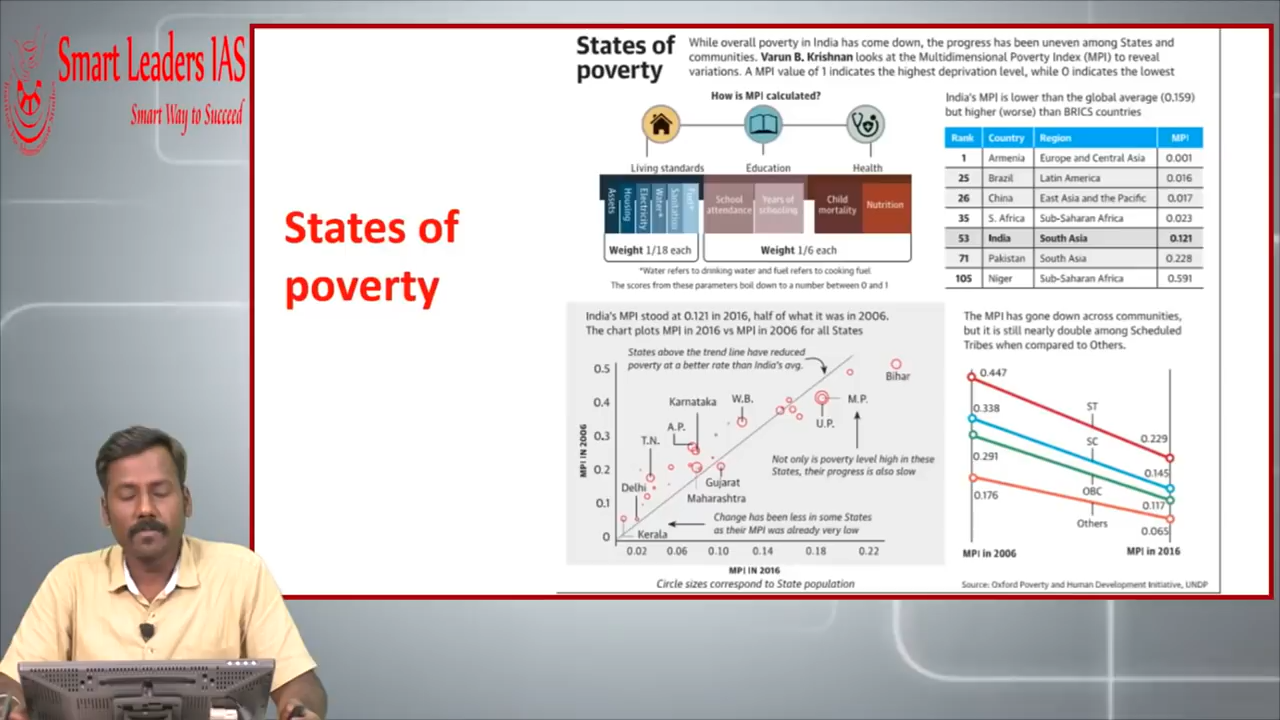 Smart Leaders IAS
Smart Way to Succeed
States of
poverty
States of
poverty
While overall poverty in India has come down, the progress has been uneven among States and
communities. Varun B. Krishnan looks at the Multidimensional Poverty Index (MPI) to reveal
variations. A MPI value of 1 indicates the highest deprivation level, while 0 indicates the lowest
How is MPI calculated?
Living standards
Education
Health
Assets
Housing
Electricity
Water*
Sanitation
Fuel*
School
attendance
Years of
schooling
Child
mortality
Nutrition
Weight 1/18 each
Weight 1/6 each
*Water refers to drinking water and fuel refers to cooking fuel
The scores from these parameters boil down to a number between 0 and 1
India's MPI is lower than the global average (0.159)
but higher (worse) than BRICS countries
Rank Country Region MPI
1 Armenia Europe and Central Asia 0.001
25 Brazil Latin America 0.016
26 China East Asia and the Pacific 0.017
35 S. Africa Sub-Saharan Africa 0.023
53 India South Asia 0.121
71 Pakistan South Asia 0.228
105 Niger Sub-Saharan Africa 0.591
India's MPI stood at 0.121 in 2016, half of what it was in 2006.
The chart plots MPI in 2016 vs MPI in 2006 for all States
States above the trend line have reduced
poverty at a better rate than India's avg.
0.5
0.4
0.3
0.2
0.1
0
MPI IN 2006
Bihar
M.P.
U.P.
W.B.
Karnataka
A.P.
T.N.
Delhi
Gujarat
Maharashtra
Kerala
Not only is poverty level high in these
States, their progress is also slow
Change has been less in some States
as their MPI was already very low
0.02 0.06 0.10 0.14 0.18 0.22
MPI IN 2016
Circle sizes correspond to State population
The MPI has gone down across communities,
but it is still nearly double among Scheduled
Tribes when compared to Others.
0.447
0.338
0.291
0.176
ST
SC
OBC
Others
0.229
0.145
0.117
0.065
MPI in 2006
MPI in 2016
Source: Oxford Poverty and Human Development Initiative, UNDP